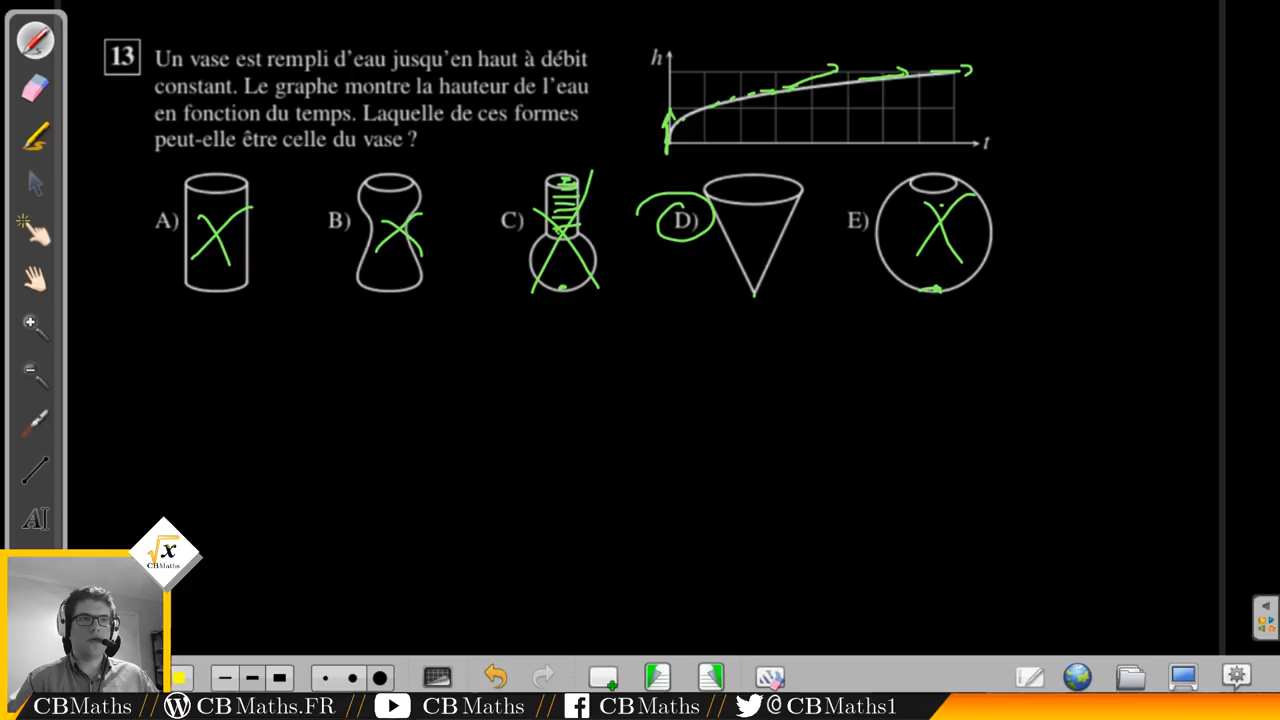 13 Un vase est rempli d'eau jusqu'en haut à débit
constant. Le graphe montre la hauteur de l'eau
en fonction du temps. Laquelle de ces formes
peut-elle être celle du vase ?
h
t
A) B) C) D) E)
AI
√x
CBMaths
CBMaths // CBMaths.FR // CBMaths // CBMaths // @CBMaths1